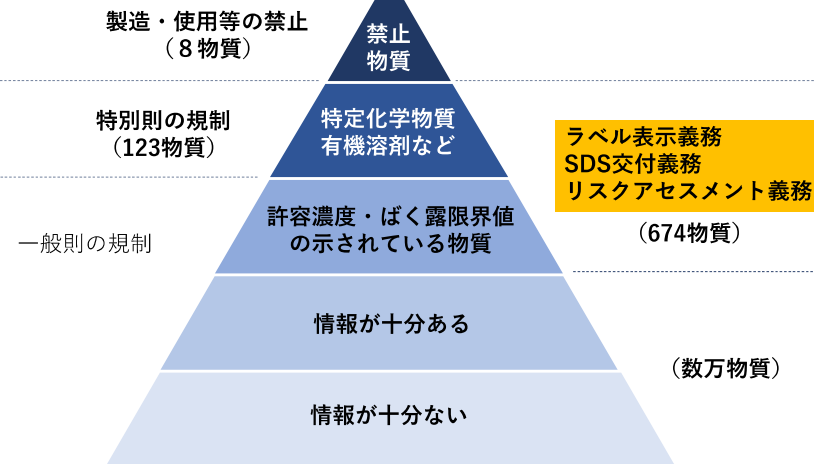 製造・使用等の禁止
（８物質）
禁止
物質
特別則の規制
（123物質）
特定化学物質
有機溶剤など
ラベル表示義務
SDS交付義務
リスクアセスメント義務
（674物質）
一般則の規制
許容濃度・ばく露限界値
の示されている物質
情報が十分ある
（数万物質）
情報が十分ない